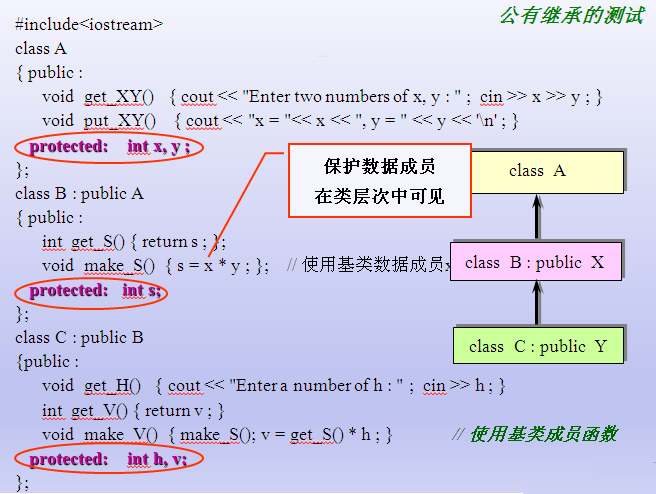 公有继承的测试
#include<iostream>
class A
{ public :
void get_XY() { cout << "Enter two numbers of x, y : " ; cin >> x >> y ; }
void put_XY() { cout << "x = "<< x << ", y = " << y << '\n' ; }
protected: int x, y ;
};
class B : public A
{ public :
int get_S() { return s ; };
void make_S() { s = x * y ; }; // 使用基类数据成员x
protected: int s;
};
class C : public B
{public :
void get_H() { cout << "Enter a number of h : " ; cin >> h ; }
int get_V() { return v ; }
void make_V() { make_S(); v = get_S() * h ; } // 使用基类成员函数
protected: int h, v;
};
保护数据成员
在类层次中可见
class A
class B : public X
class C : public Y